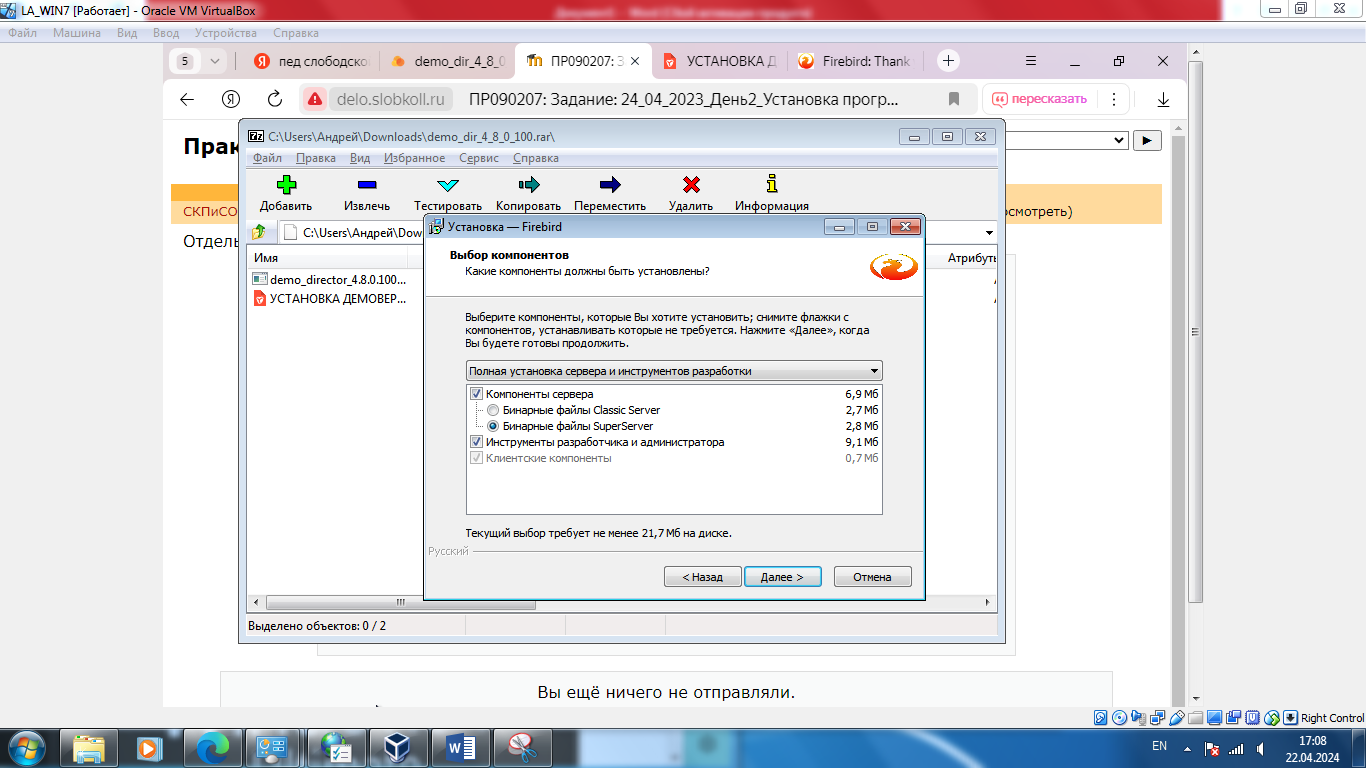 LA_WIN7 [Работает] - Oracle VM VirtualBox
Файл Машина Вид Ввод Устройства Справка
5 пед слободско demo_dir_4_8_0 ПР090207: З УСТАНОВКА Д Firebird: Thank
delo.slobkoll.ru ПР090207: Задание: 24_04_2023_День2_Установка прогр... пересказать
Прак
C:\Users\Андрей\Downloads\demo_dir_4_8_0_100.rar\
Файл Правка Вид Избранное Сервис Справка
Добавить Извлечь Тестировать Копировать Переместить Удалить Информация
СКПиСО осмотреть)
Отдель
C:\Users\Андрей\Dow
Имя Атрибуть
demo_director_4.8.0.100...
УСТАНОВКА ДЕМОВЕР...
Установка — Firebird
Выбор компонентов
Какие компоненты должны быть установлены?
Выберите компоненты, которые Вы хотите установить; снимите флажки с
компонентов, устанавливать которые не требуется. Нажмите «Далее», когда
Вы будете готовы продолжить.
Полная установка сервера и инструментов разработки
Компоненты сервера 6,9 Мб
Бинарные файлы Classic Server 2,7 Мб
Бинарные файлы SuperServer 2,8 Мб
Инструменты разработчика и администратора 9,1 Мб
Клиентские компоненты 0,7 Мб
Текущий выбор требует не менее 21,7 Мб на диске.
Русский
< Назад Далее > Отмена
Выделено объектов: 0 / 2
Вы ещё ничего не отправляли.
Right Control
EN 17:08
22.04.2024